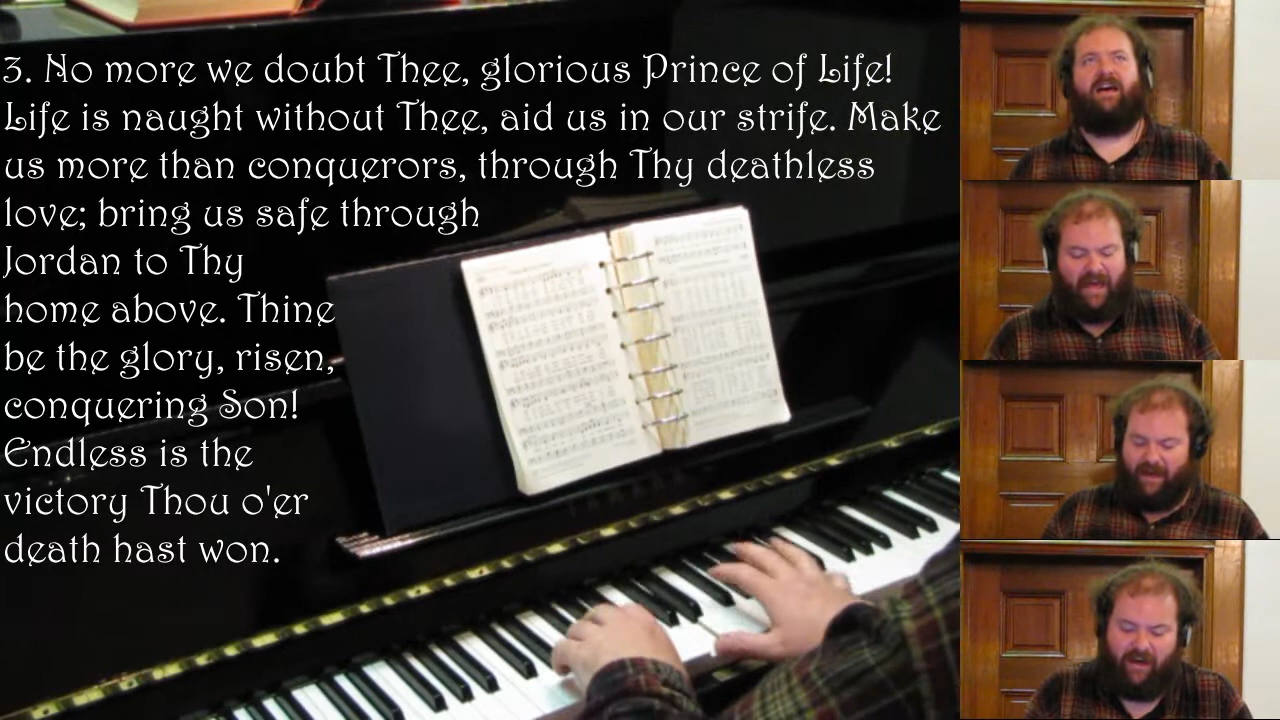 3. No more we doubt Thee, glorious Prince of Life!
Life is naught without Thee, aid us in our strife. Make
us more than conquerors, through Thy deathless
love; bring us safe through
Jordan to Thy
home above. Thine
be the glory, risen,
conquering Son!
Endless is the
victory Thou o'er
death hast won.